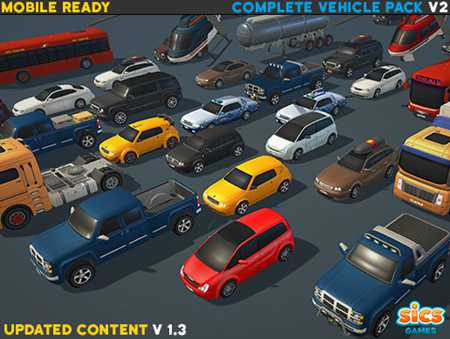 MOBILE READY
COMPLETE VEHICLE PACK V2
UPDATED CONTENT V 1.3
sics
GAMES